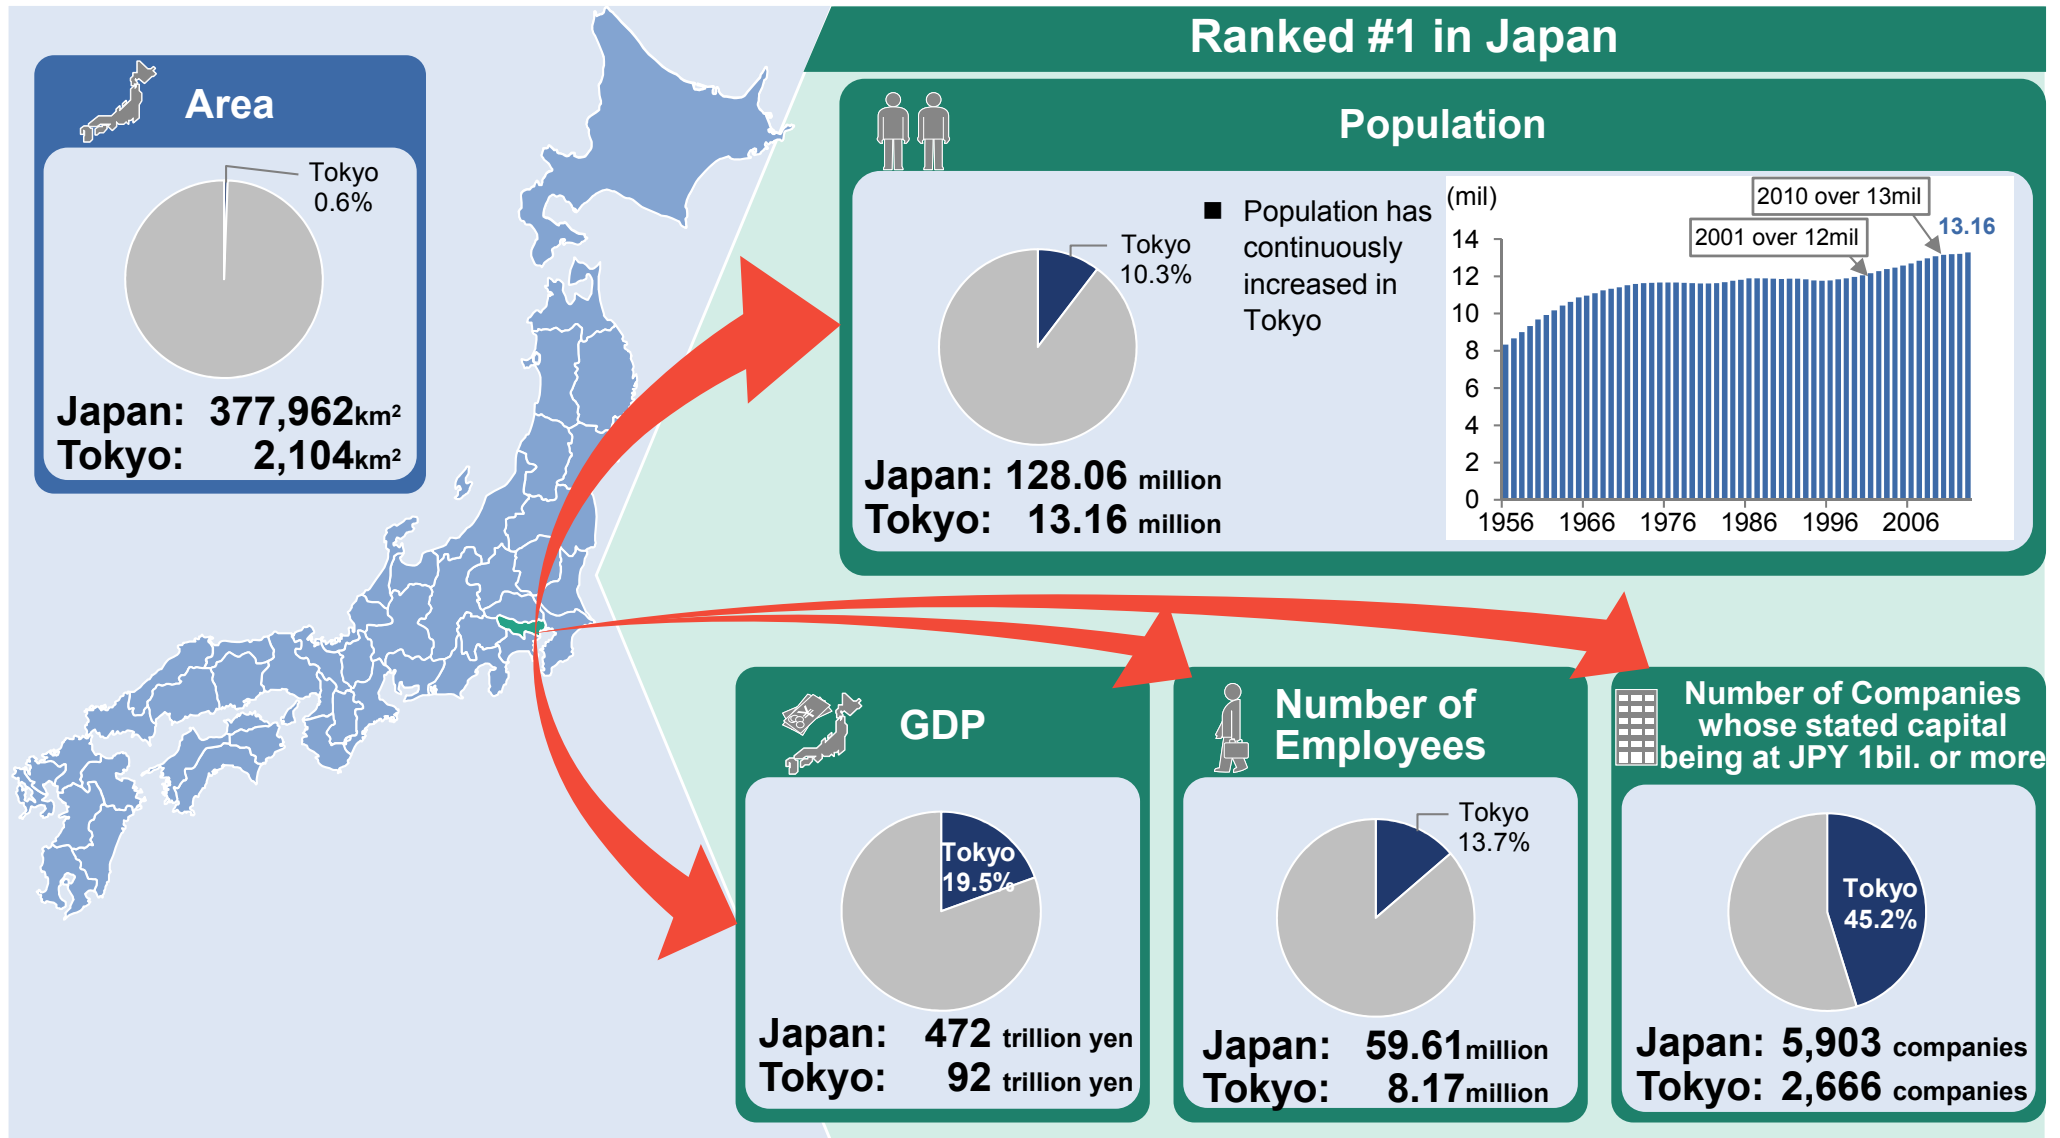 Ranked #1 in Japan
Area
Tokyo
0.6%
Japan: 377,962km²
Tokyo: 2,104km²
Population
Tokyo
10.3%
■ Population has
continuously
increased in
Tokyo
Japan: 128.06 million
Tokyo: 13.16 million
(mil)
2010 over 13mil
2001 over 12mil
13.16
14
12
10
8
6
4
2
0
1956 1966 1976 1986 1996 2006
GDP
Tokyo
19.5%
Japan: 472 trillion yen
Tokyo: 92 trillion yen
Number of
Employees
Tokyo
13.7%
Japan: 59.61million
Tokyo: 8.17million
Number of Companies
whose stated capital
being at JPY 1bil. or more
Tokyo
45.2%
Japan: 5,903 companies
Tokyo: 2,666 companies